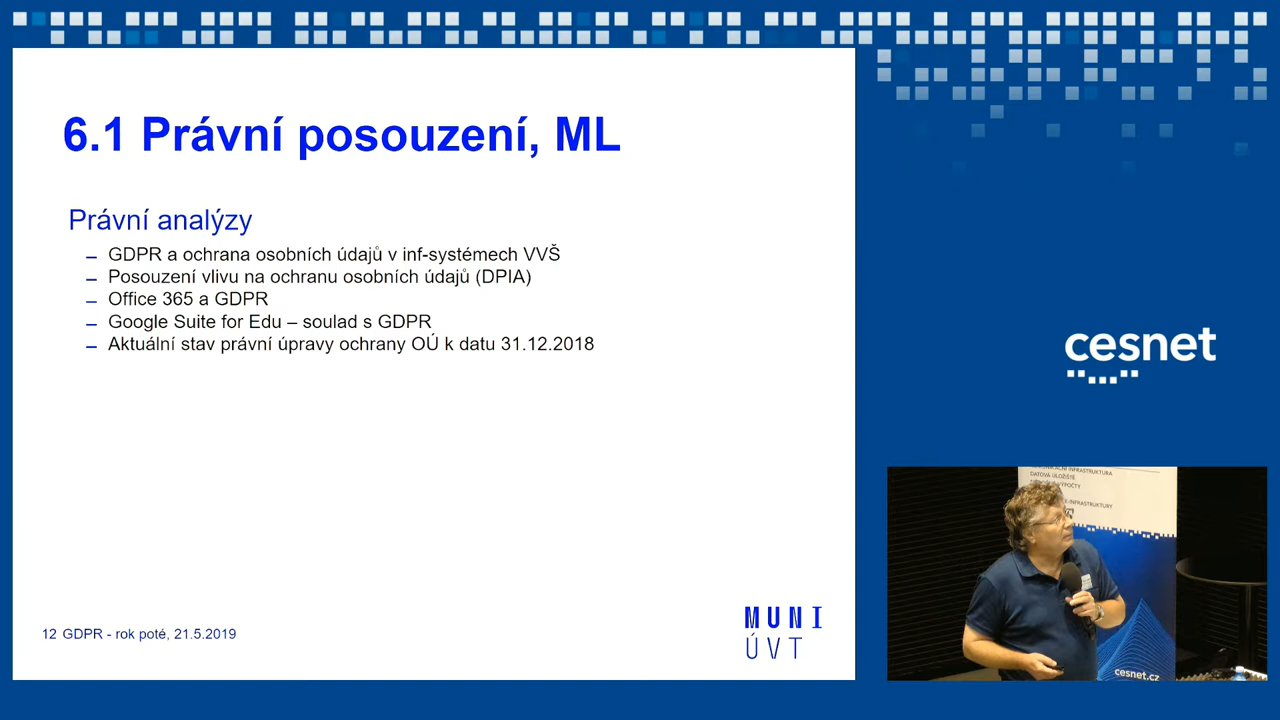 6.1 Právní posouzení, ML
Právní analýzy
– GDPR a ochrana osobních údajů v inf-systémech VVŠ
– Posouzení vlivu na ochranu osobních údajů (DPIA)
– Office 365 a GDPR
– Google Suite for Edu – soulad s GDPR
– Aktuální stav právní úpravy ochrany OÚ k datu 31.12.2018
12 GDPR - rok poté, 21.5.2019
MUNI
ÚVT
cesnet
DATOVÁ ÚLOŽIŠTĚ
cesnet.cz